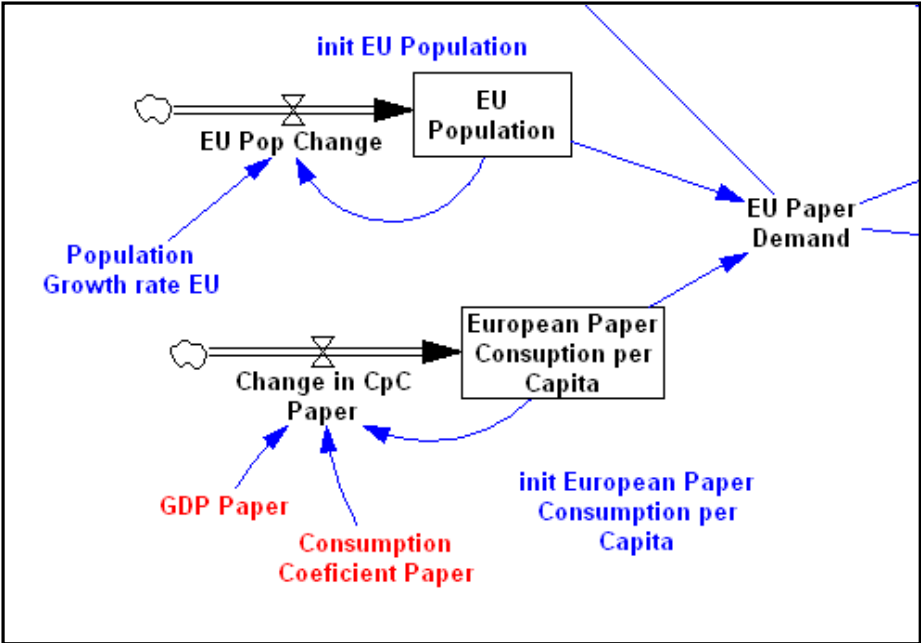 init EU Population
EU
Population
EU Pop Change
EU Paper
Demand
Population
Growth rate EU
European Paper
Consuption per
Capita
Change in CpC
Paper
GDP Paper
init European Paper
Consumption per
Capita
Consumption
Coeficient Paper